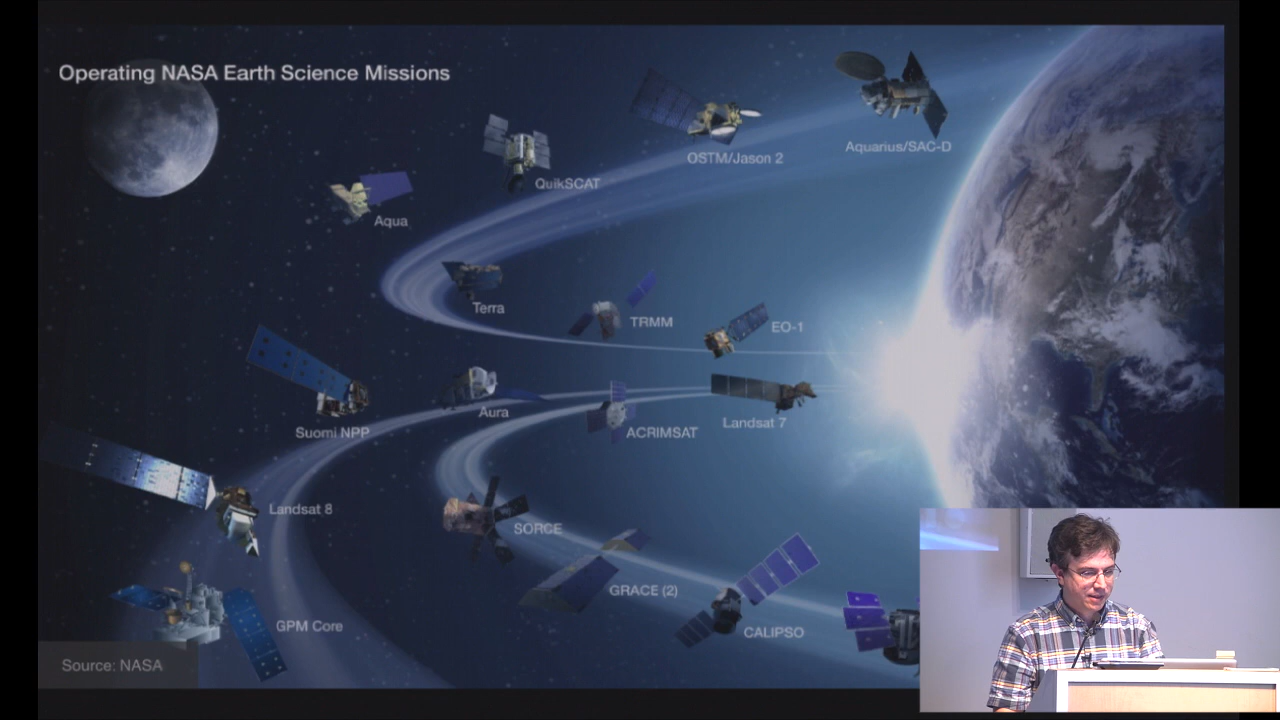 Operating NASA Earth Science Missions
OSTM/Jason 2
Aquarius/SAC-D
QuikSCAT
Aqua
Terra
TRMM
EO-1
Suomi NPP
Aura
ACRIMSAT
Landsat 7
Landsat 8
SORCE
GRACE (2)
GPM Core
CALIPSO
Source: NASA